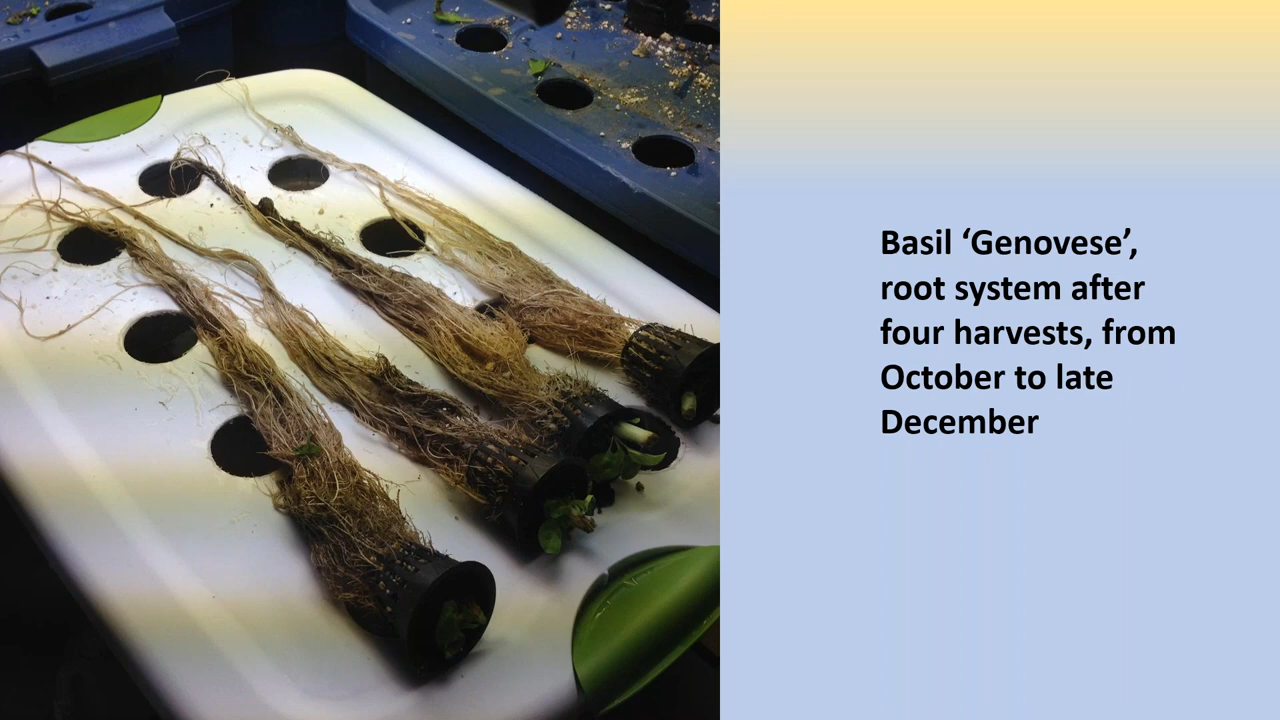 Basil ‘Genovese’,
root system after
four harvests, from
October to late
December